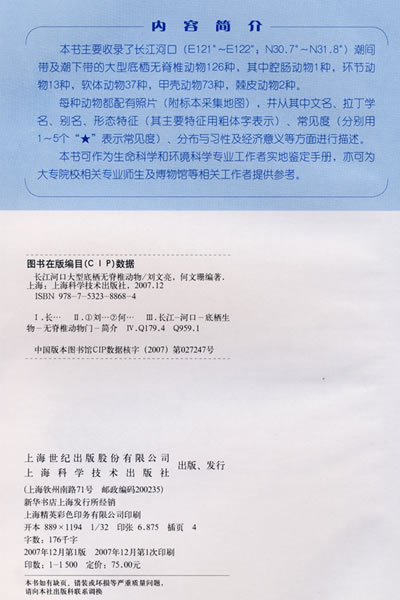 内容简介
本书主要收录了长江河口(E121°~E122°;N30.7°~N31.8°)潮间
带及潮下带的大型底栖无脊椎动物126种,其中腔肠动物1种,环节动
物13种,软体动物37种,甲壳动物73种,棘皮动物2种。
每种动物都配有照片(附标本采集地图),并从其中文名、拉丁学
名、别名、形态特征(其主要特征用粗体字表示)、常见度(分别用
1~5个“★”表示常见度)、分布与习性及经济意义等方面进行描述。
本书可作为生命科学和环境科学专业工作者实地鉴定手册,亦可为
大专院校相关专业师生及博物馆等相关工作者提供参考。
图书在版编目(CIP)数据
长江河口大型底栖无脊椎动物/刘文亮,何文珊编著.
上海:上海科学技术出版社,2007.12
ISBN 978-7-5323-8868-4
Ⅰ.长… Ⅱ.①刘…②何… Ⅲ.长江-河口-底栖生
物-无脊椎动物门-简介 Ⅳ.Q179.4 Q959.1
中国版本图书馆CIP数据核字(2007)第027247号
上海世纪出版股份有限公司
上海科学技术出版社 出版、发行
(上海钦州南路71号 邮政编码200235)
新华书店上海发行所经销
上海精英彩色印务有限公司印刷
开本 889×1194 1/32 印张 6.875 插页 4
字数:176千字
2007年12月第1版 2007年12月第1次印刷
印数:1-1 500 定价:75.00元
本书如有缺页、错装或坏损等严重质量问题,
请向本社出版科联系调换